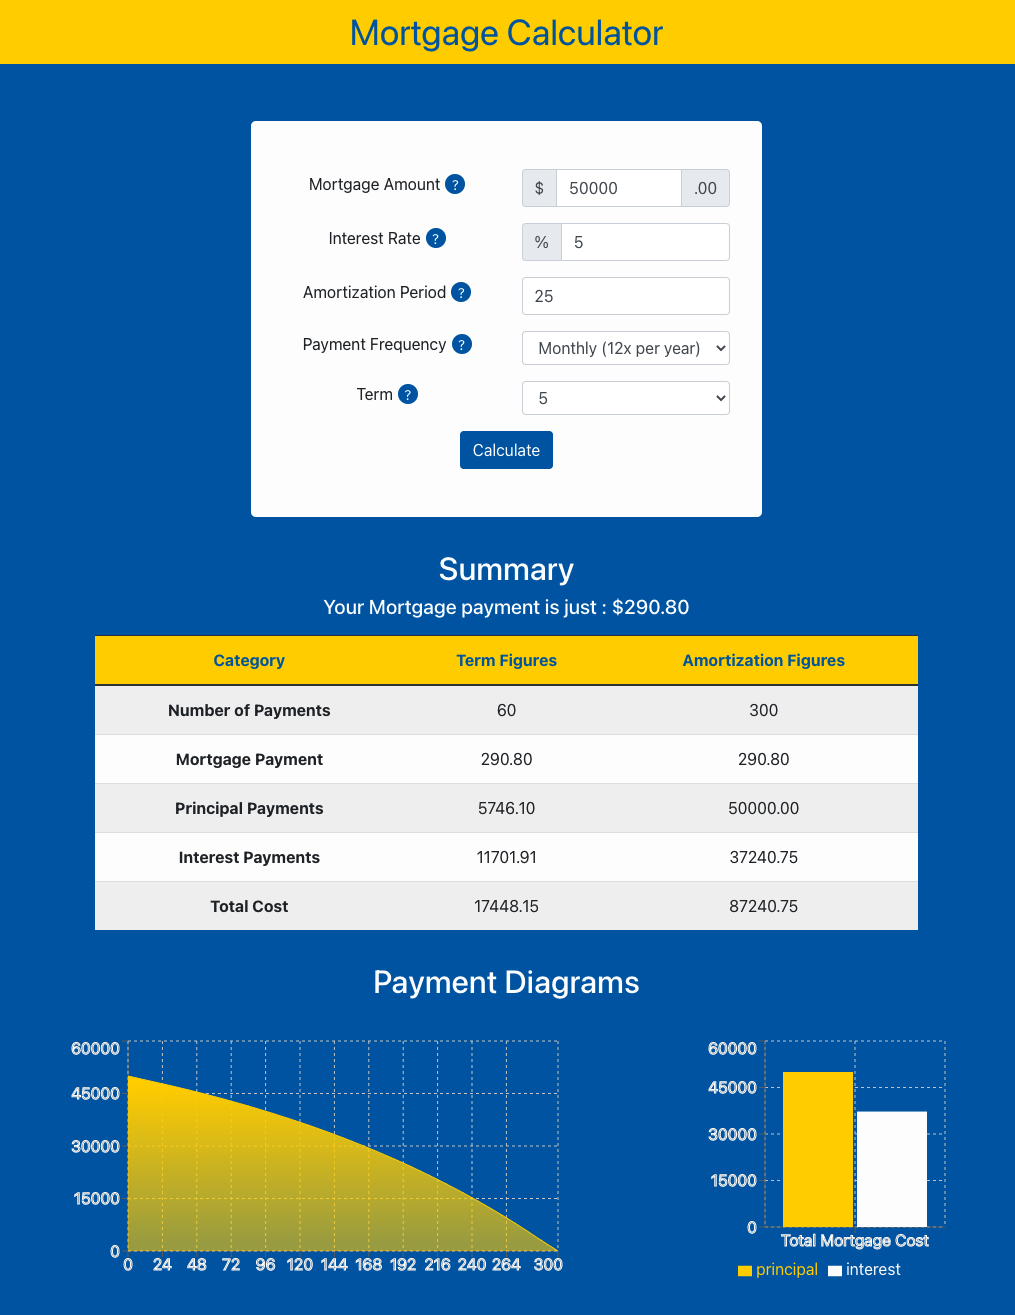 Mortgage Calculator
Mortgage Amount ? $ 50000 .00
Interest Rate ? % 5
Amortization Period ? 25
Payment Frequency ? Monthly (12x per year)
Term ? 5
Calculate
Summary
Your Mortgage payment is just : $290.80
Category Term Figures Amortization Figures
Number of Payments 60 300
Mortgage Payment 290.80 290.80
Principal Payments 5746.10 50000.00
Interest Payments 11701.91 37240.75
Total Cost 17448.15 87240.75
Payment Diagrams
60000
45000
30000
15000
0
0 24 48 72 96 120 144 168 192 216 240 264 300
60000
45000
30000
15000
0
Total Mortgage Cost
principal interest